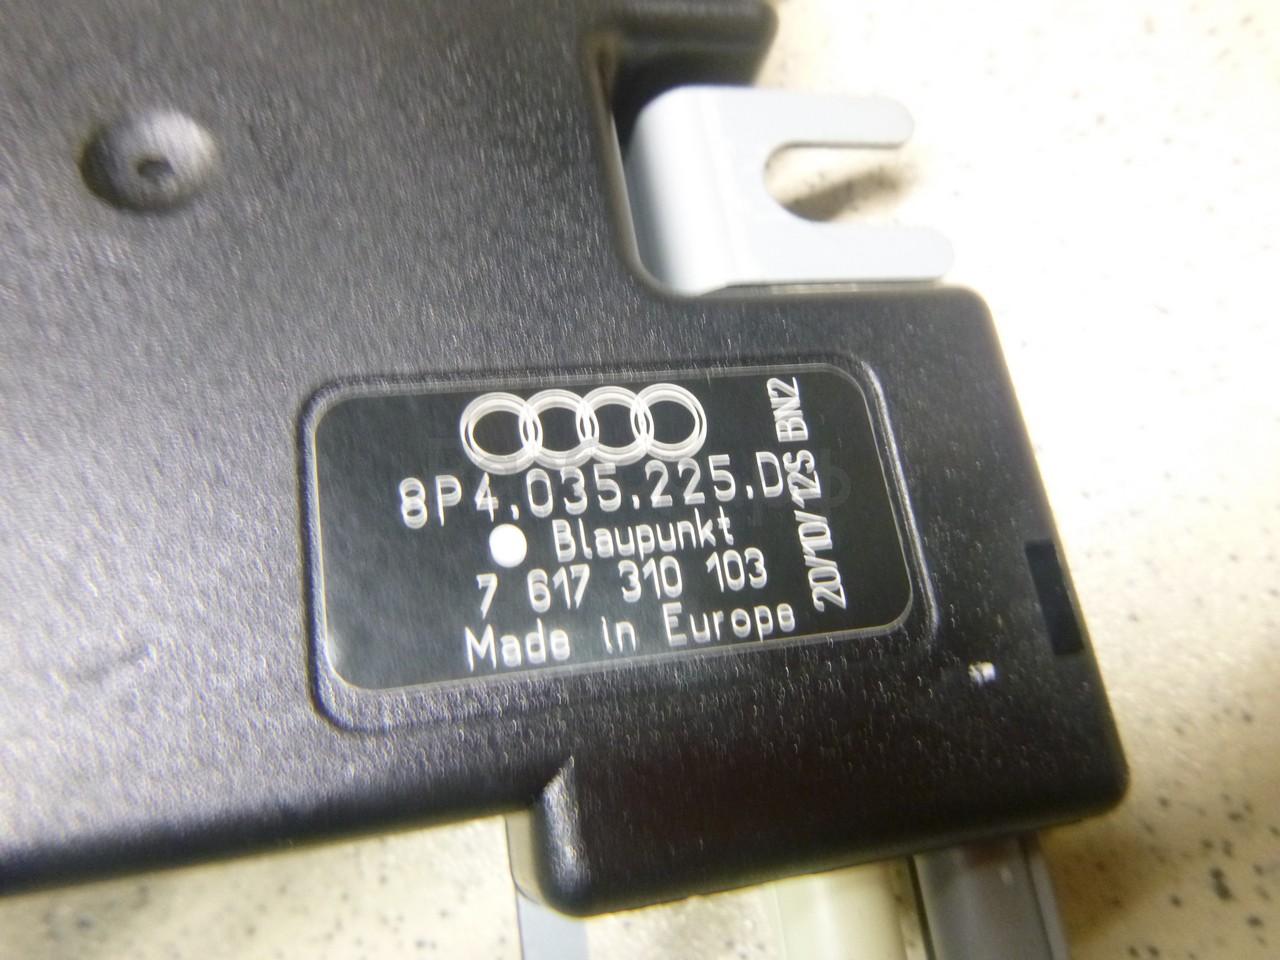 8P4.035.225.D
Blaupunkt
7 617 310 103
Made in Europe
20/10/12S BN2